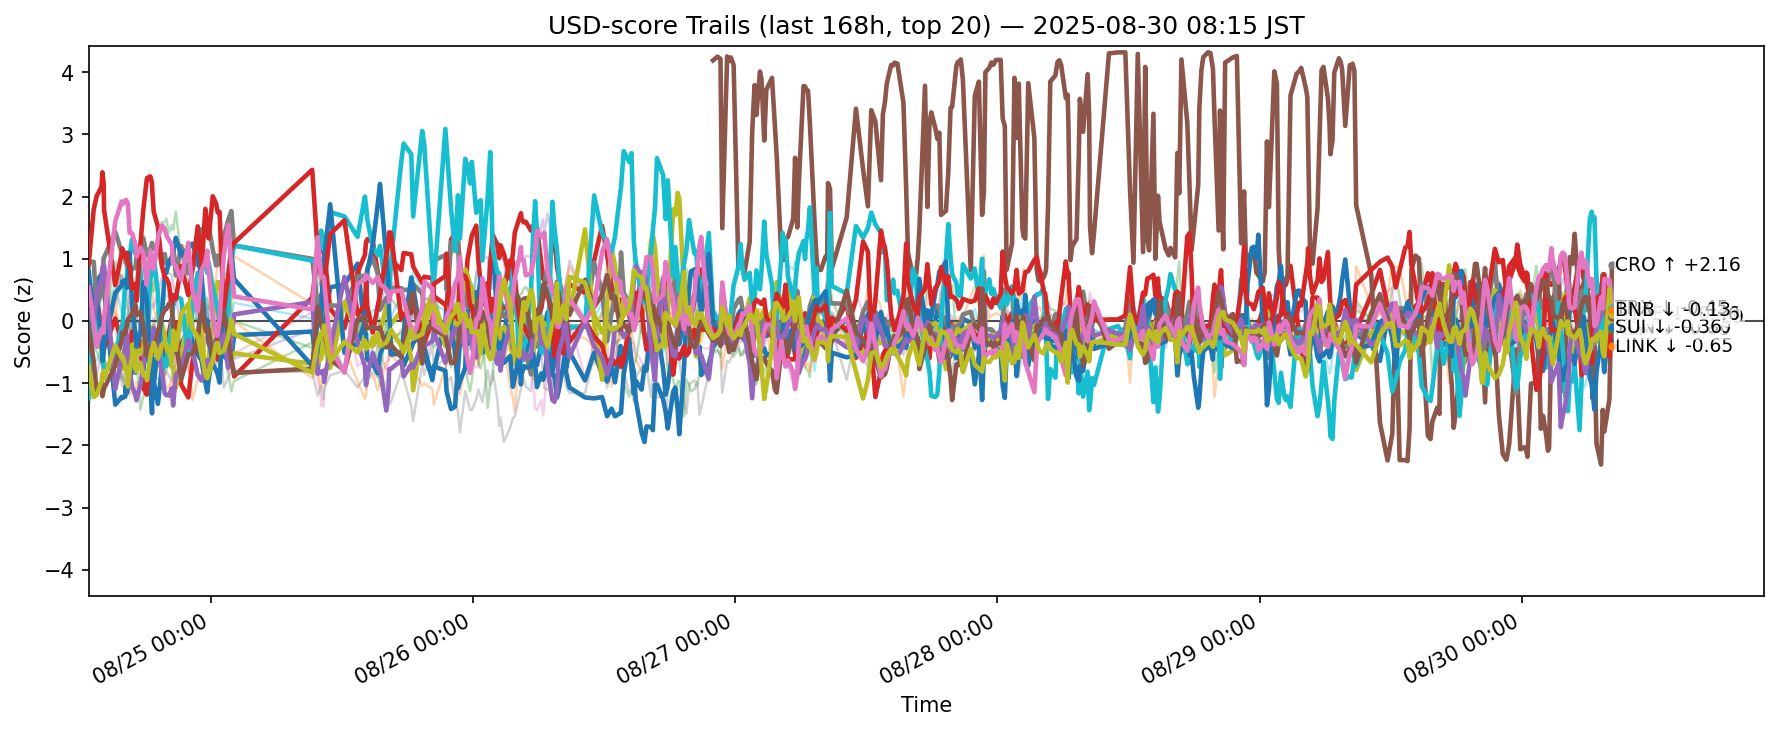 USD-score Trails (last 168h, top 20) — 2025-08-30 08:15 JST
Score (z)
4
3
2
1
0
−1
−2
−3
−4
CRO ↑ +2.16
BNB ↓ -0.13
SUI ↓ -0.36
LINK ↓ -0.65
08/25 00:00
08/26 00:00
08/27 00:00
08/28 00:00
08/29 00:00
08/30 00:00
Time